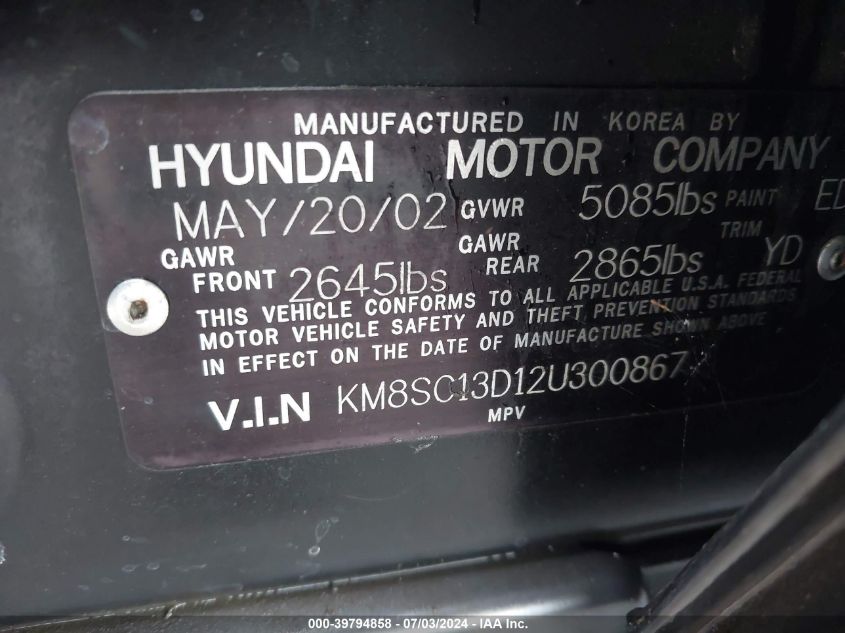 MANUFACTURED IN KOREA BY
HYUNDAI MOTOR COMPANY
MAY/20/02 GVWR 5085lbs PAINT ED
TRIM YD
GAWR FRONT 2645lbs GAWR REAR 2865lbs
THIS VEHICLE CONFORMS TO ALL APPLICABLE U.S.A. FEDERAL
MOTOR VEHICLE SAFETY AND THEFT PREVENTION STANDARDS
IN EFFECT ON THE DATE OF MANUFACTURE SHOWN ABOVE
V.I.N KM8SC13D12U300867
MPV
000-39794858 - 07/03/2024 - IAA Inc.